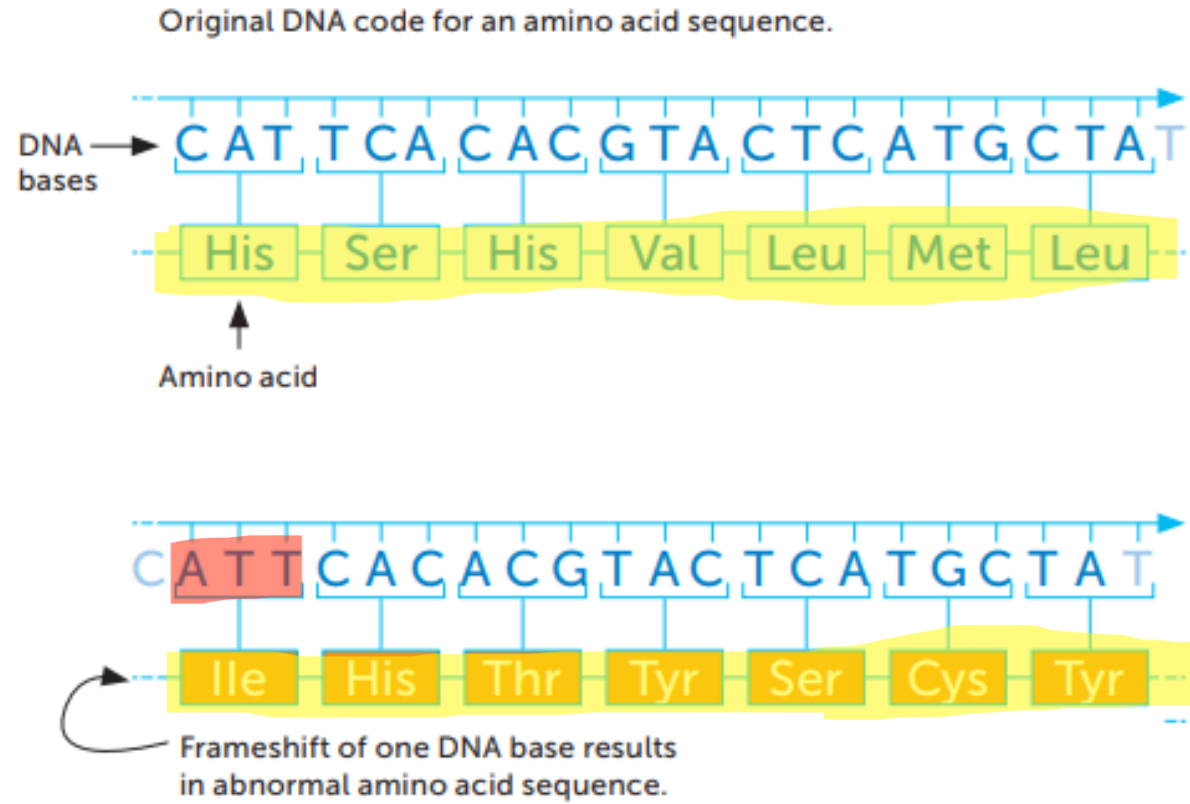 Original DNA code for an amino acid sequence.
DNA bases
C A T T C A C A C G T A C T C A T G C T A T
His Ser His Val Leu Met Leu
Amino acid
C A T T C A C A C G T A C T C A T G C T A T
Ile His Thr Tyr Ser Cys Tyr
Frameshift of one DNA base results
in abnormal amino acid sequence.